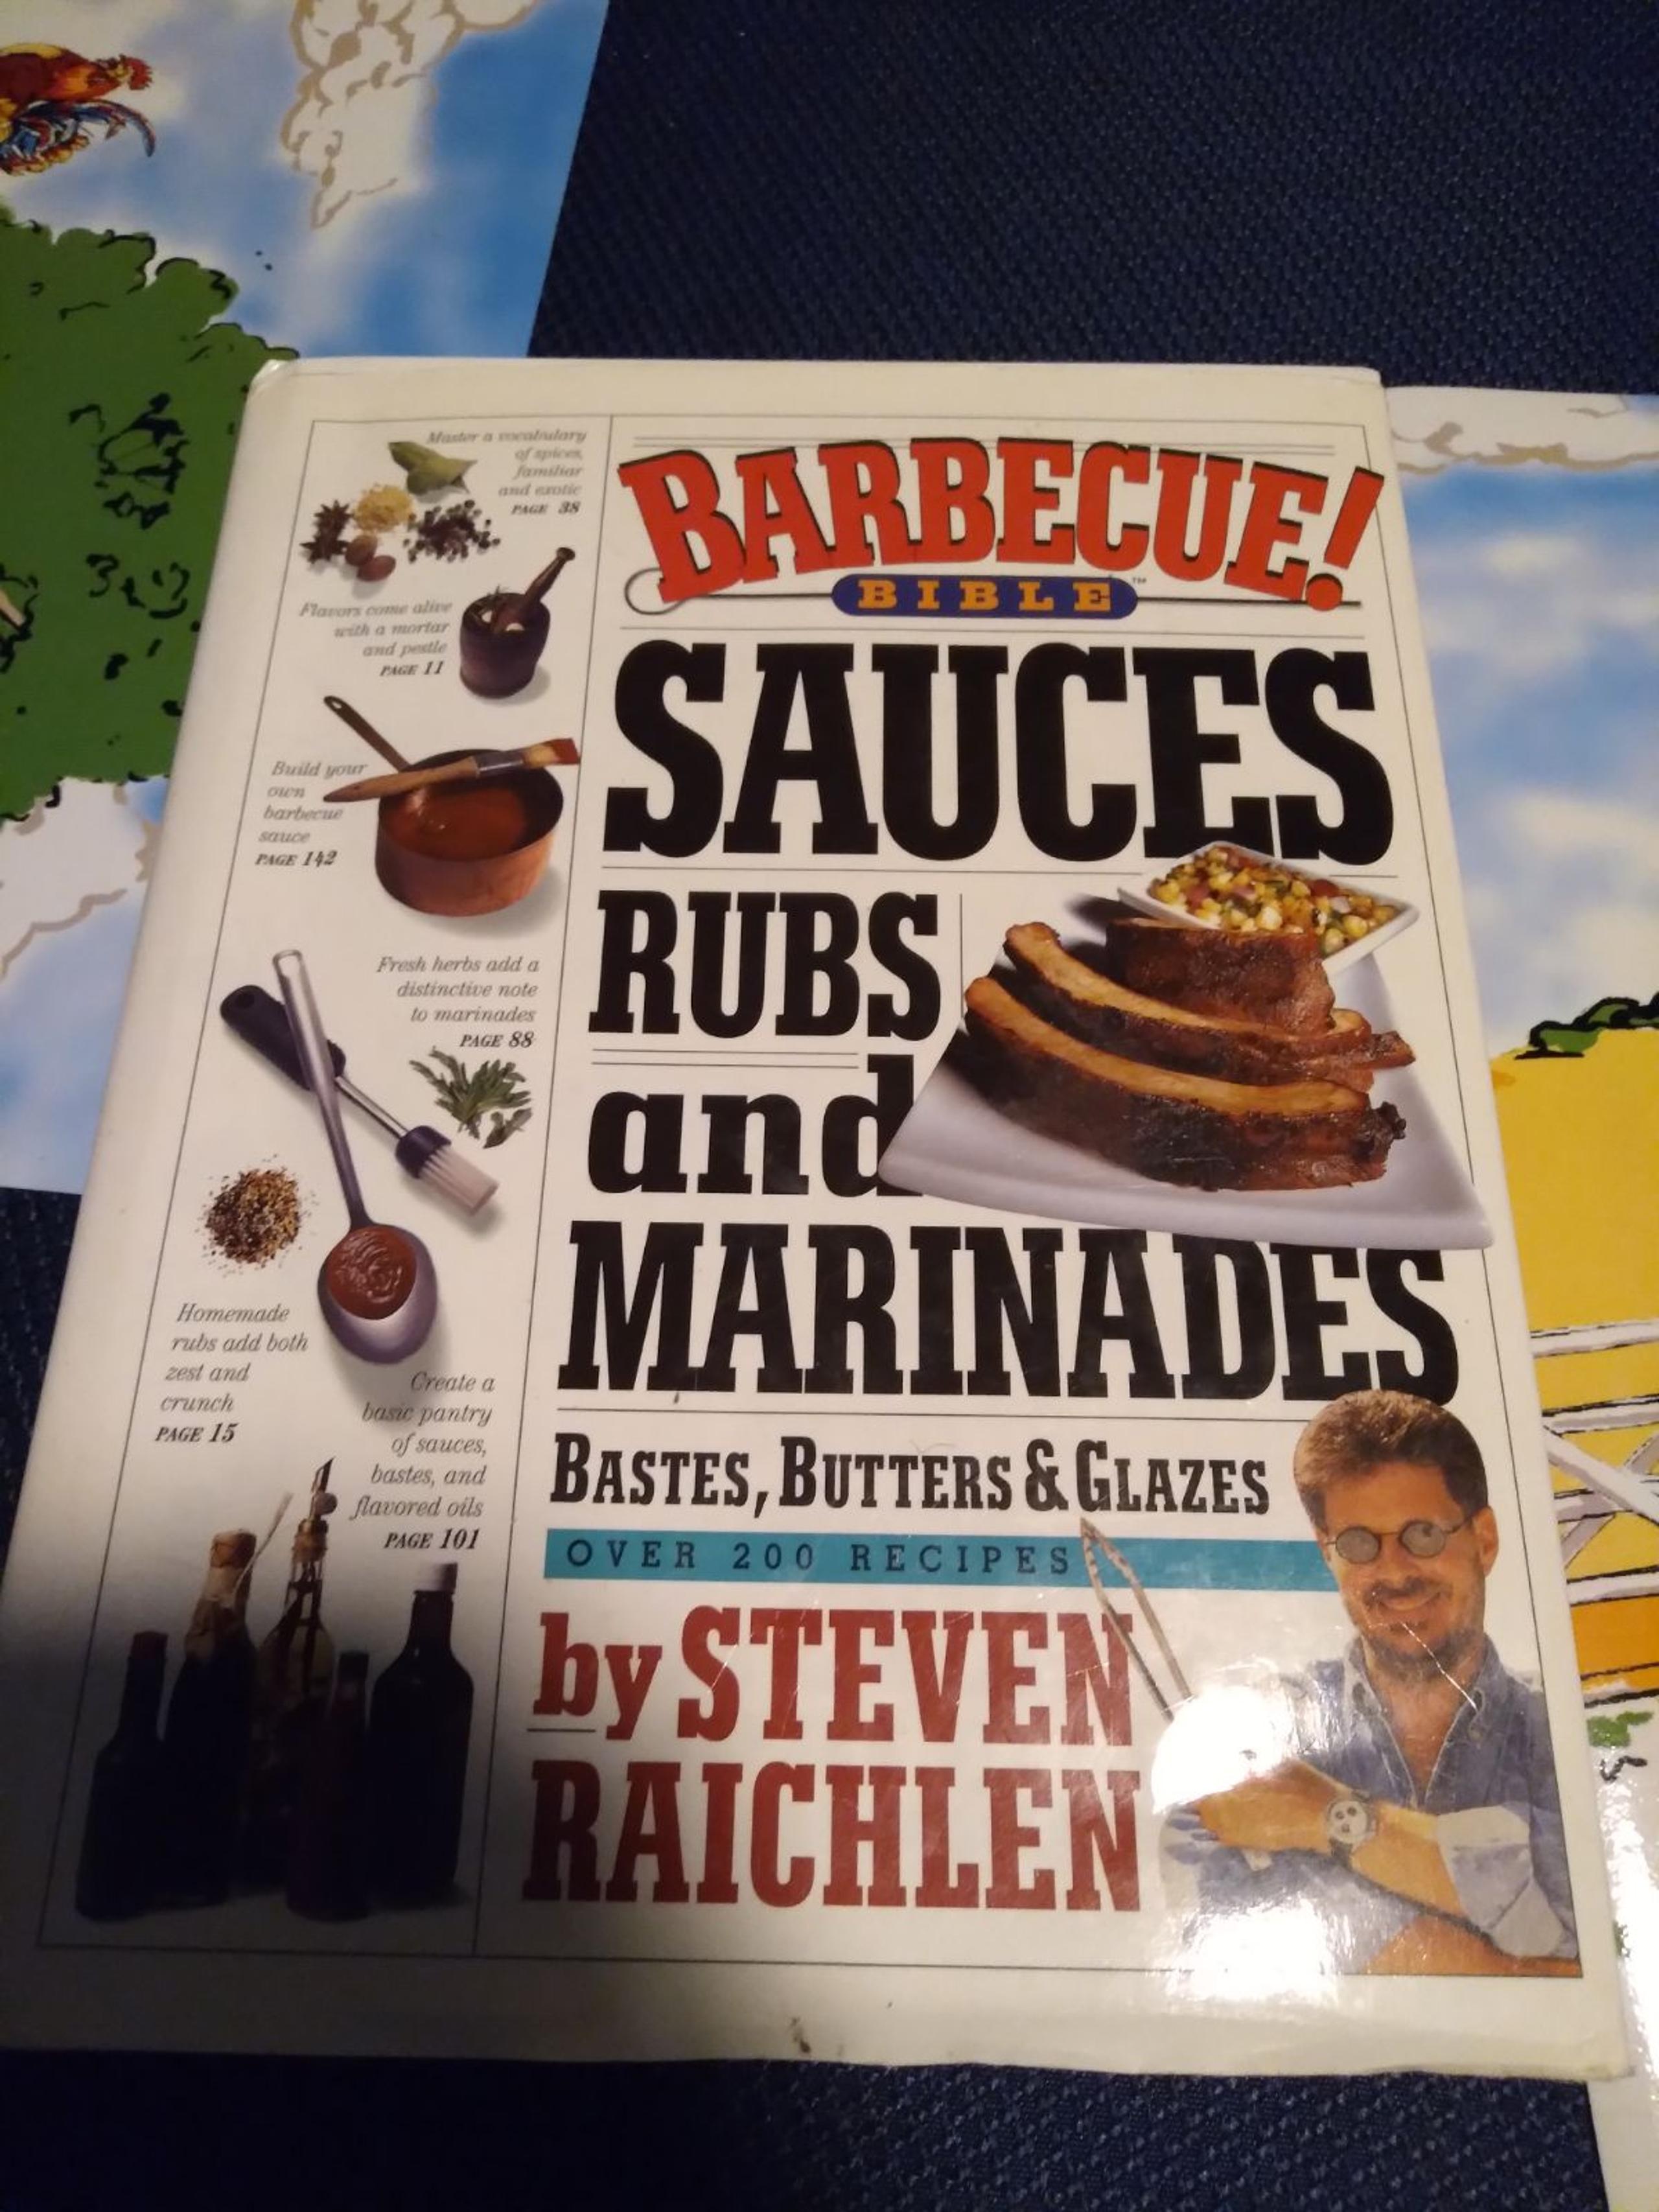 Master a vocabulary
of spices,
familiar
and exotic
PAGE 38
Flavors come alive
with a mortar
and pestle
PAGE 11
Build your
own
barbecue
sauce
PAGE 142
Fresh herbs add a
distinctive note
to marinades
PAGE 88
Homemade
rubs add both
zest and
crunch
PAGE 15
Create a
basic pantry
of sauces,
bastes, and
flavored oils
PAGE 101
BARBECUE!
BIBLE™
SAUCES
RUBS
and
MARINADES
BASTES, BUTTERS & GLAZES
OVER 200 RECIPES
by STEVEN
RAICHLEN